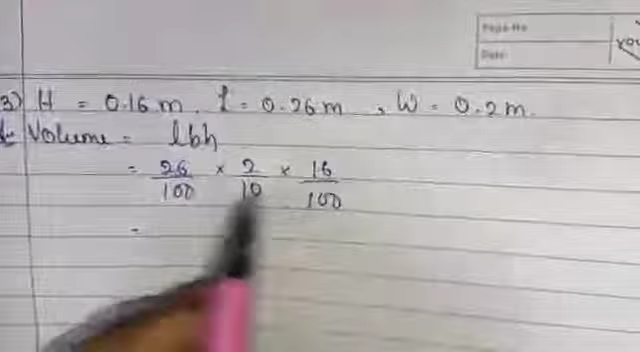 Page No
Date
3) H = 0.16 m, l = 0.26 m, W = 0.2 m.
Volume = lbh
= 26/100 × 2/10 × 16/100
=